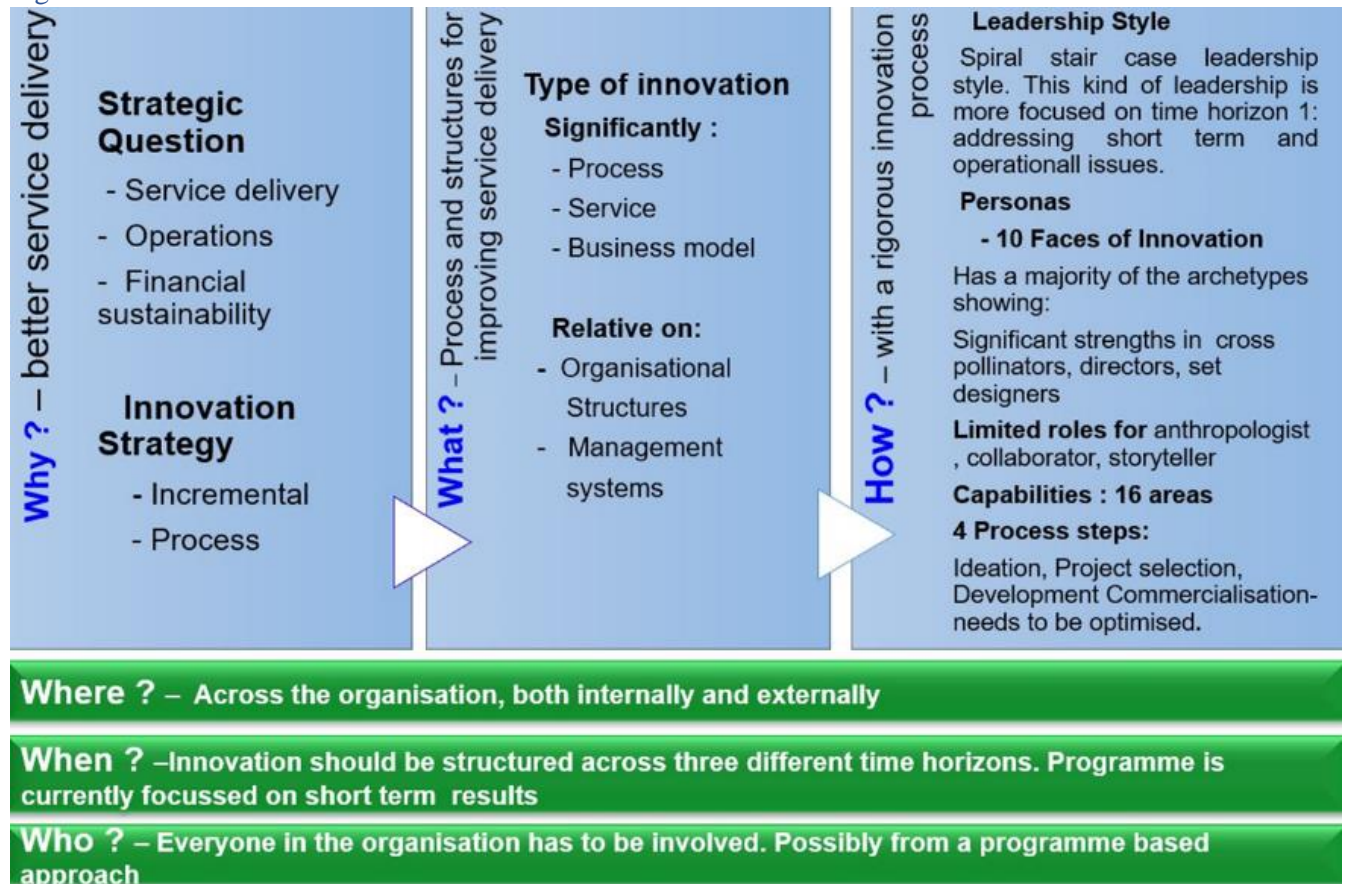 Why ? – better service delivery
Strategic
Question
- Service delivery
- Operations
- Financial
sustainability
Innovation
Strategy
- Incremental
- Process
What ? – Process and structures for
improving service delivery
Type of innovation
Significantly :
- Process
- Service
- Business model
Relative on:
- Organisational
Structures
- Management
systems
How ? – with a rigorous innovation
process
Leadership Style
Spiral stair case leadership
style. This kind of leadership is
more focused on time horizon 1:
addressing short term and
operationall issues.
Personas
- 10 Faces of Innovation
Has a majority of the archetypes
showing:
Significant strengths in cross
pollinators, directors, set
designers
Limited roles for anthropologist
, collaborator, storyteller
Capabilities : 16 areas
4 Process steps:
Ideation, Project selection,
Development Commercialisation-
needs to be optimised.
Where ? – Across the organisation, both internally and externally
When ? –Innovation should be structured across three different time horizons. Programme is
currently focussed on short term results
Who ? – Everyone in the organisation has to be involved. Possibly from a programme based
approach